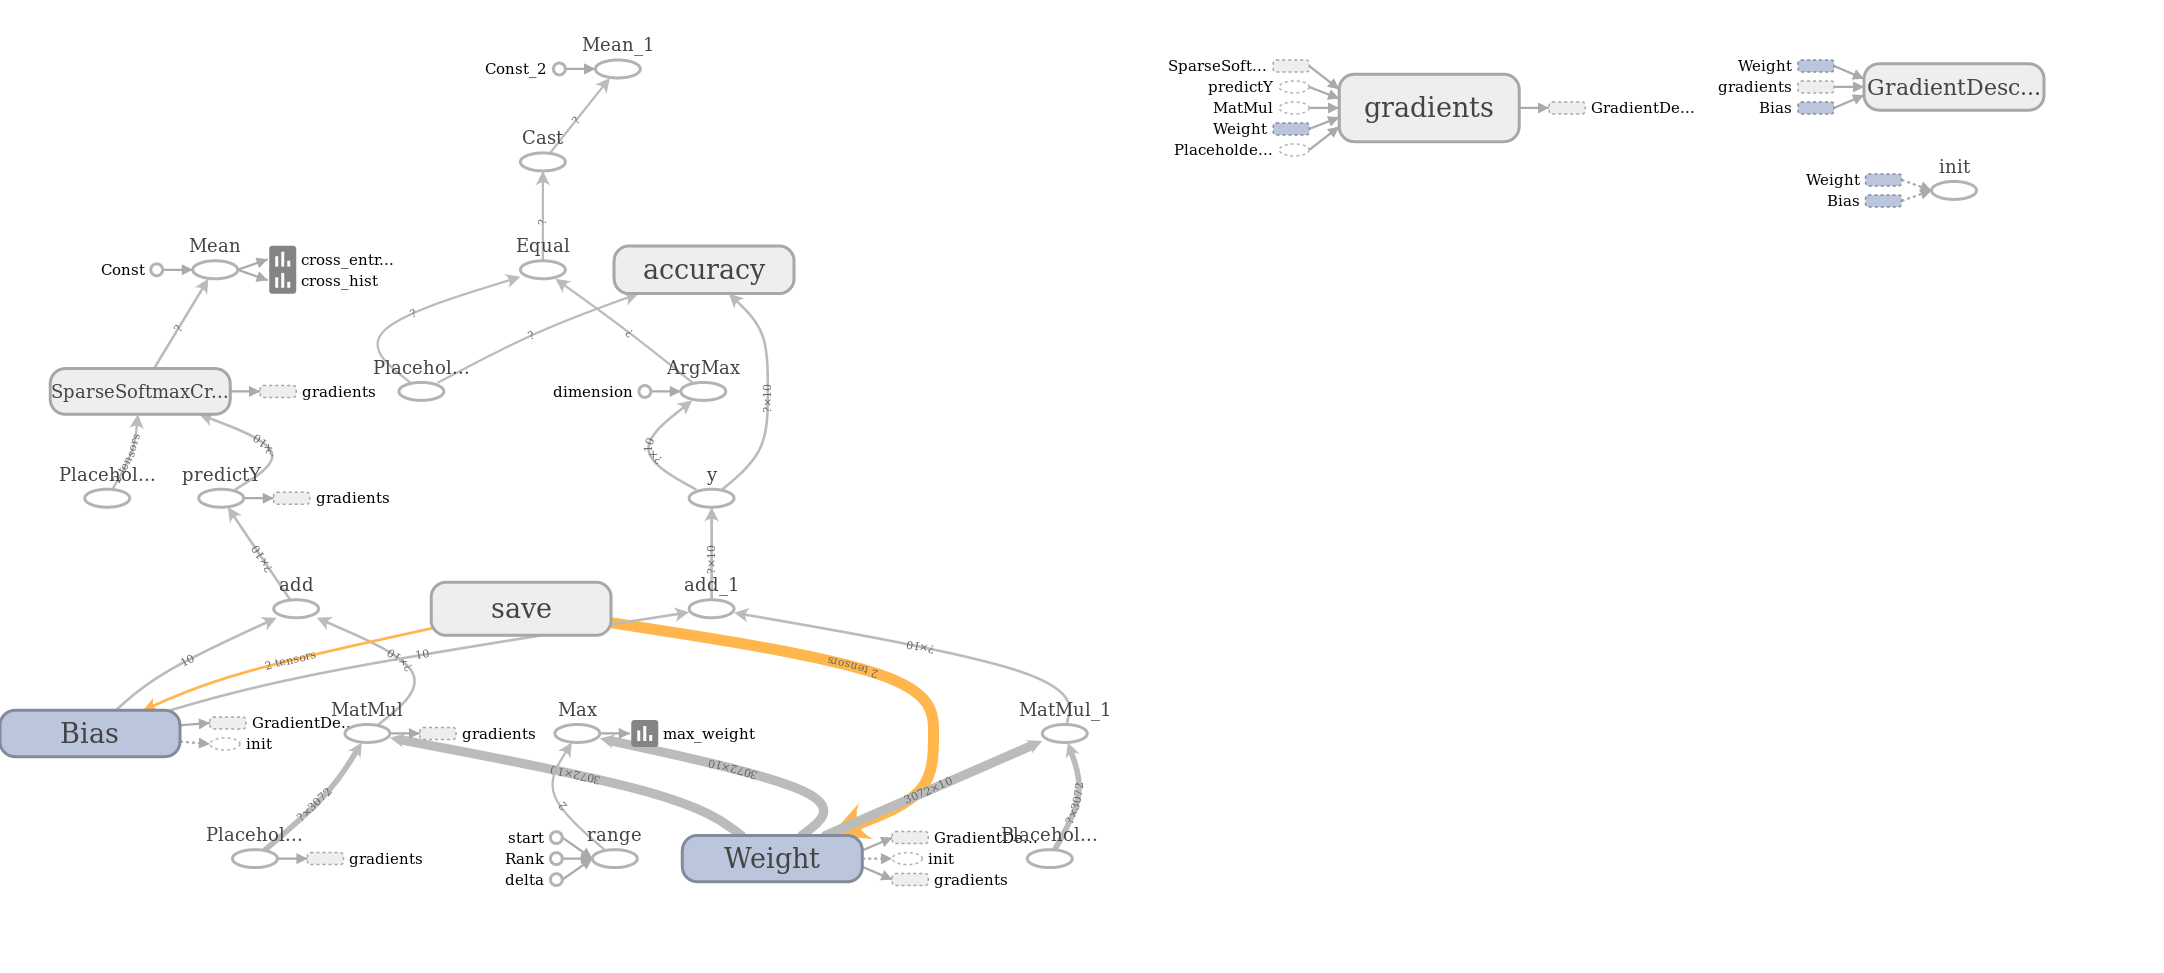 Mean_1
Const_2
?
Cast
?
Mean
Const
cross_entr...
cross_hist
Equal
accuracy
?
?
?
?
SparseSoftmaxCr...
gradients
Placehol...
dimension
ArgMax
?×10
2 tensors
?×10
?×10
Placehol...
predictY
gradients
y
?×10
?×10
add
save
add_1
10
2 tensors
?×10
10
2 tensors
?×10
Bias
GradientDe...
init
MatMul
gradients
Max
max_weight
MatMul_1
3072×10
3072×10
3072×10
?×3072
?×3072
2
Placehol...
gradients
start
Rank
delta
range
Weight
GradientDe...
init
gradients
Placehol...
SparseSoft...
predictY
MatMul
Weight
Placeholde...
gradients
GradientDe...
Weight
gradients
Bias
GradientDesc...
init
Weight
Bias